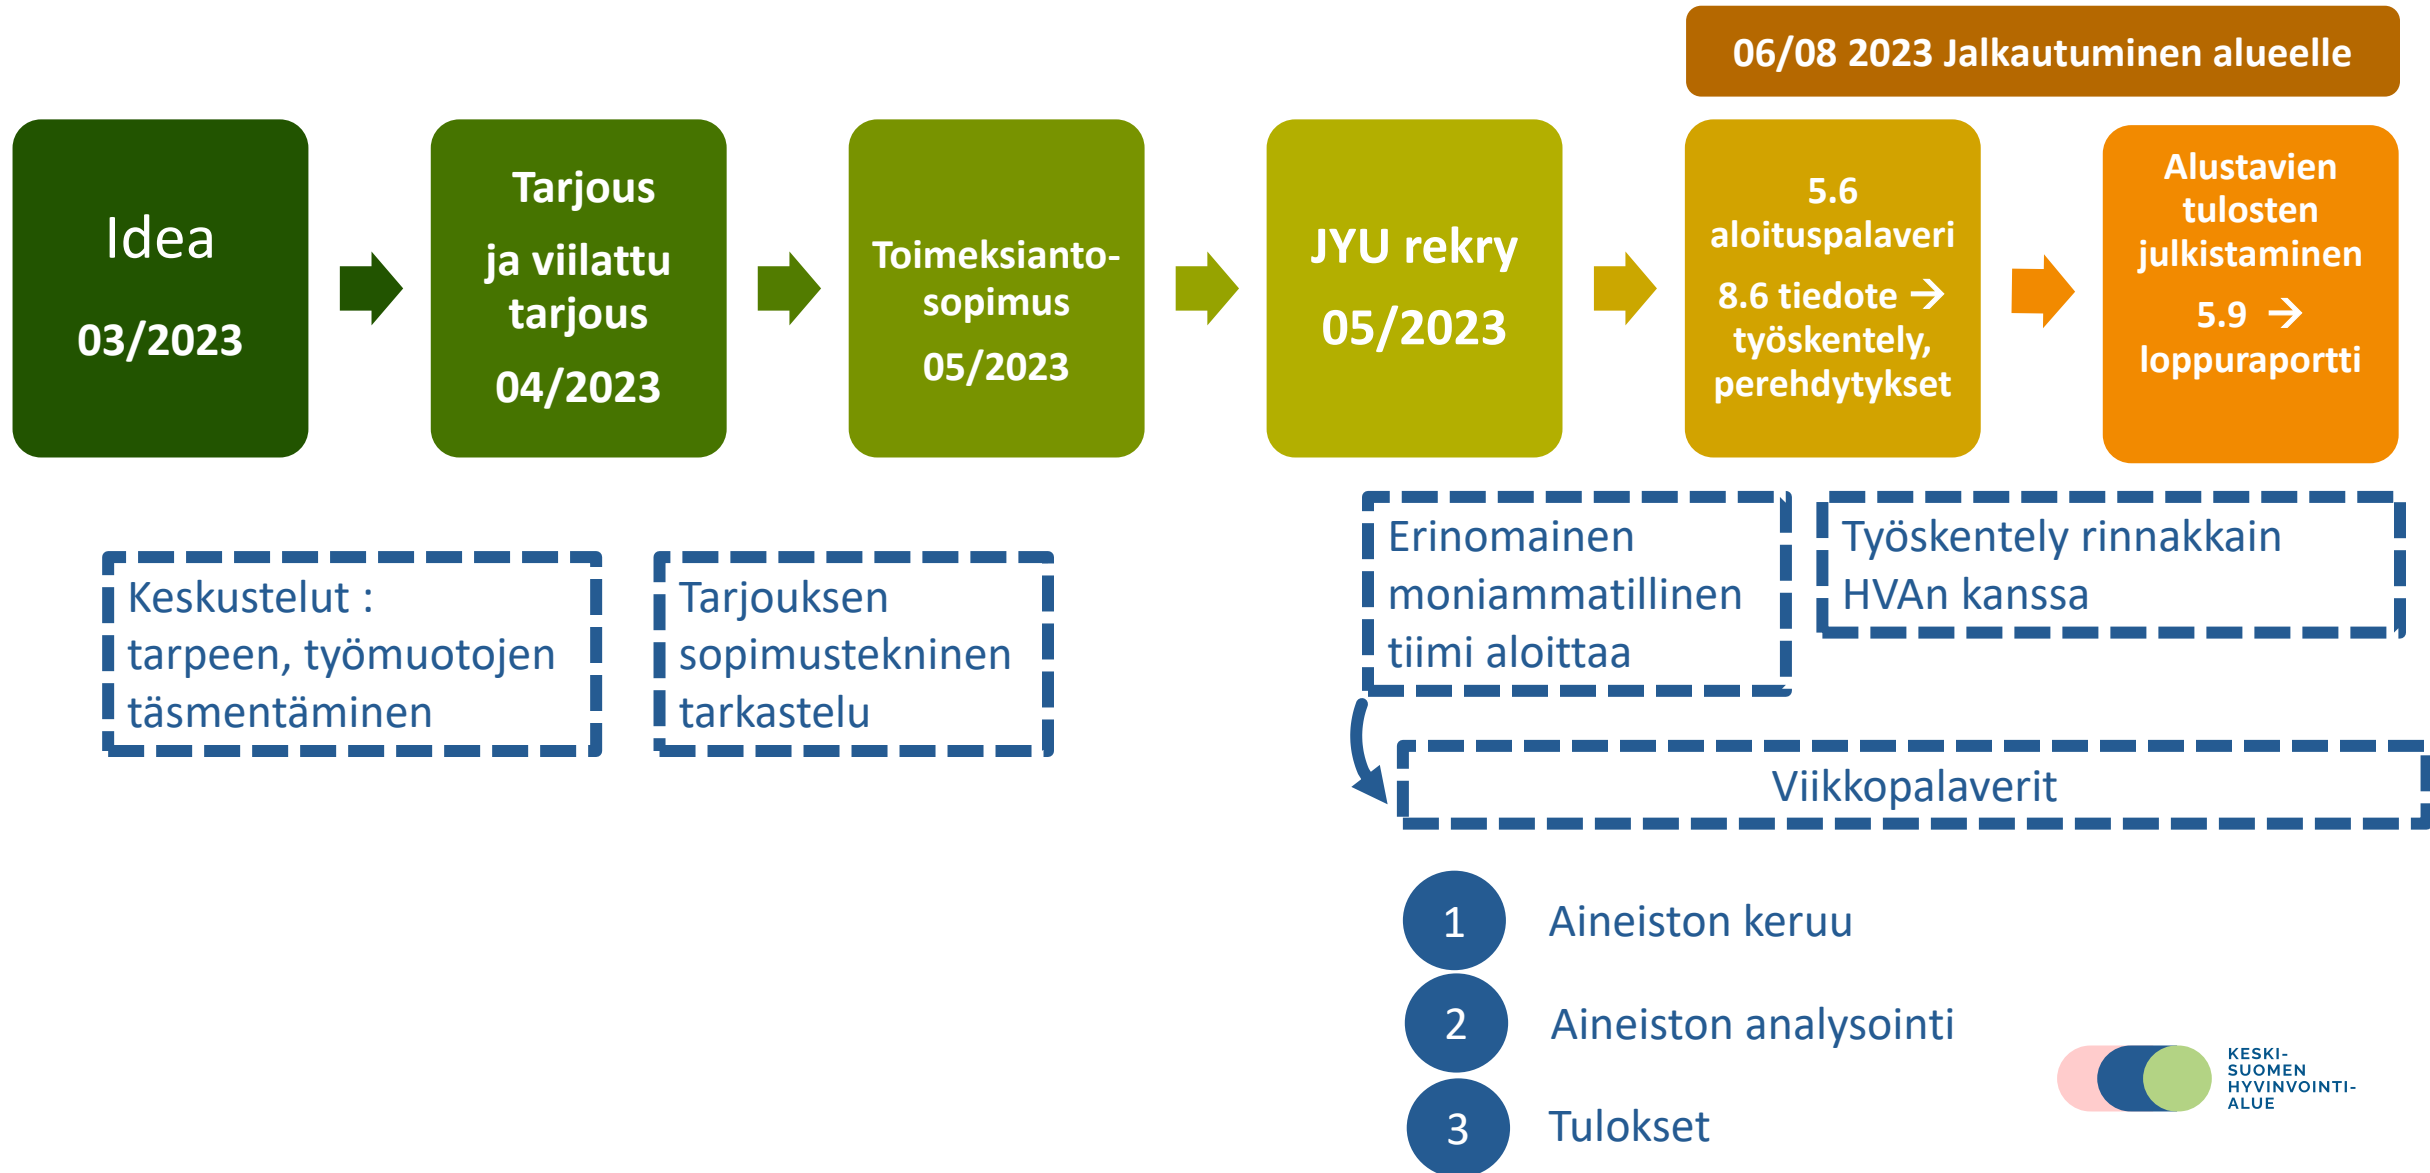 06/08 2023 Jalkautuminen alueelle
Idea
03/2023
Tarjous
ja viilattu
tarjous
04/2023
Toimeksianto-
sopimus
05/2023
JYU rekry
05/2023
5.6
aloituspalaveri
8.6 tiedote →
työskentely,
perehdytykset
Alustavien
tulosten
julkistaminen
5.9 →
loppuraportti
Keskustelut :
tarpeen, työmuotojen
täsmentäminen
Tarjouksen
sopimustekninen
tarkastelu
Erinomainen
moniammatillinen
tiimi aloittaa
Työskentely rinnakkain
HVAn kanssa
Viikkopalaverit
1 Aineiston keruu
2 Aineiston analysointi
3 Tulokset
KESKI-
SUOMEN
HYVINVOINTI-
ALUE